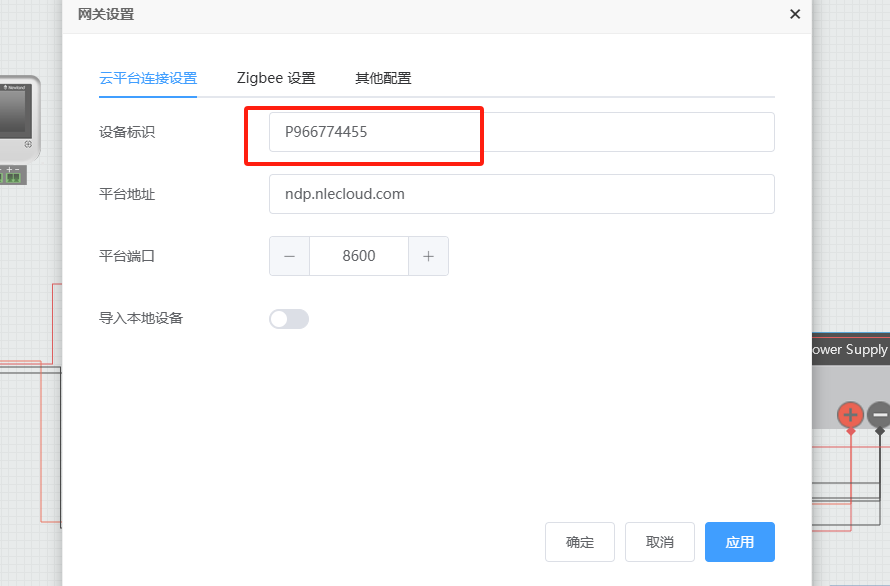 网关设置
云平台连接设置 Zigbee 设置 其他配置
设备标识 P966774455
平台地址 ndp.nlecloud.com
平台端口 8600
导入本地设备
ower Supply
确定 取消 应用